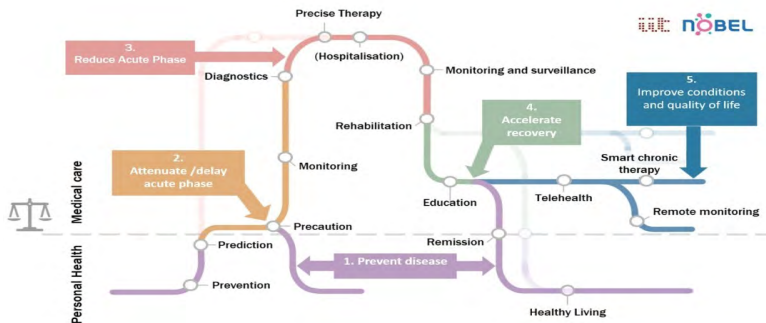 Precise Therapy
NOBEL
3.
Reduce Acute Phase
(Hospitalisation)
Diagnostics
Monitoring and surveillance
5.
Improve conditions
and quality of life
4.
Accelerate
recovery
Rehabilitation
2.
Attenuate /delay
acute phase
Monitoring
Smart chronic
therapy
Medical care
Education
Telehealth
Precaution
Remote monitoring
Prediction
Remission
1. Prevent disease
Personal Health
Prevention
Healthy Living